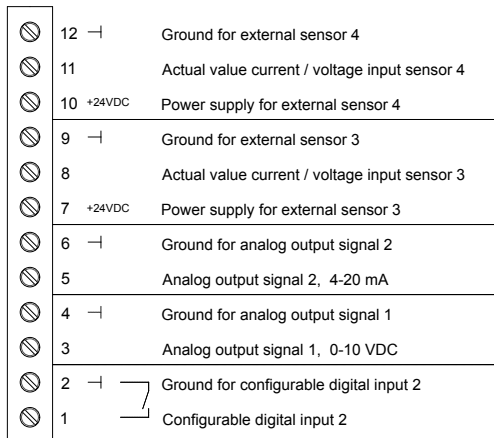 12 Ground for external sensor 4
11 Actual value current / voltage input sensor 4
10 +24VDC Power supply for external sensor 4
9 Ground for external sensor 3
8 Actual value current / voltage input sensor 3
7 +24VDC Power supply for external sensor 3
6 Ground for analog output signal 2
5 Analog output signal 2, 4-20 mA
4 Ground for analog output signal 1
3 Analog output signal 1, 0-10 VDC
2 Ground for configurable digital input 2
1 Configurable digital input 2